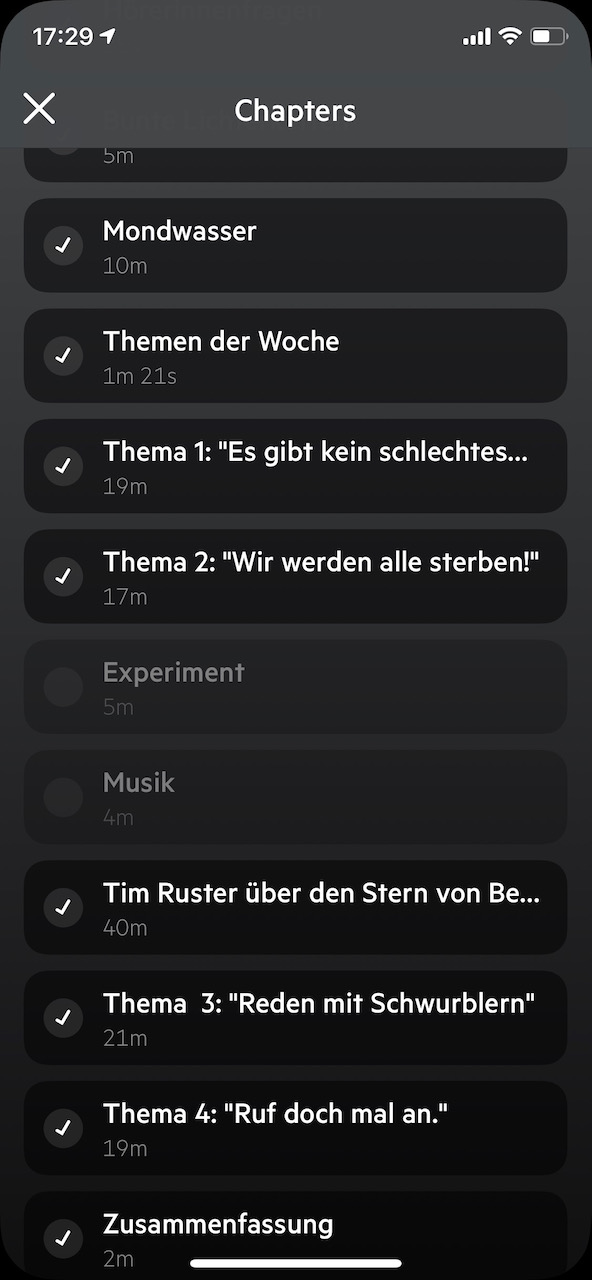 17:29
Chapters
5m
Mondwasser
10m
Themen der Woche
1m 21s
Thema 1: "Es gibt kein schlechtes...
19m
Thema 2: "Wir werden alle sterben!"
17m
Experiment
5m
Musik
4m
Tim Ruster über den Stern von Be...
40m
Thema  3: "Reden mit Schwurblern"
21m
Thema 4: "Ruf doch mal an."
19m
Zusammenfassung
2m